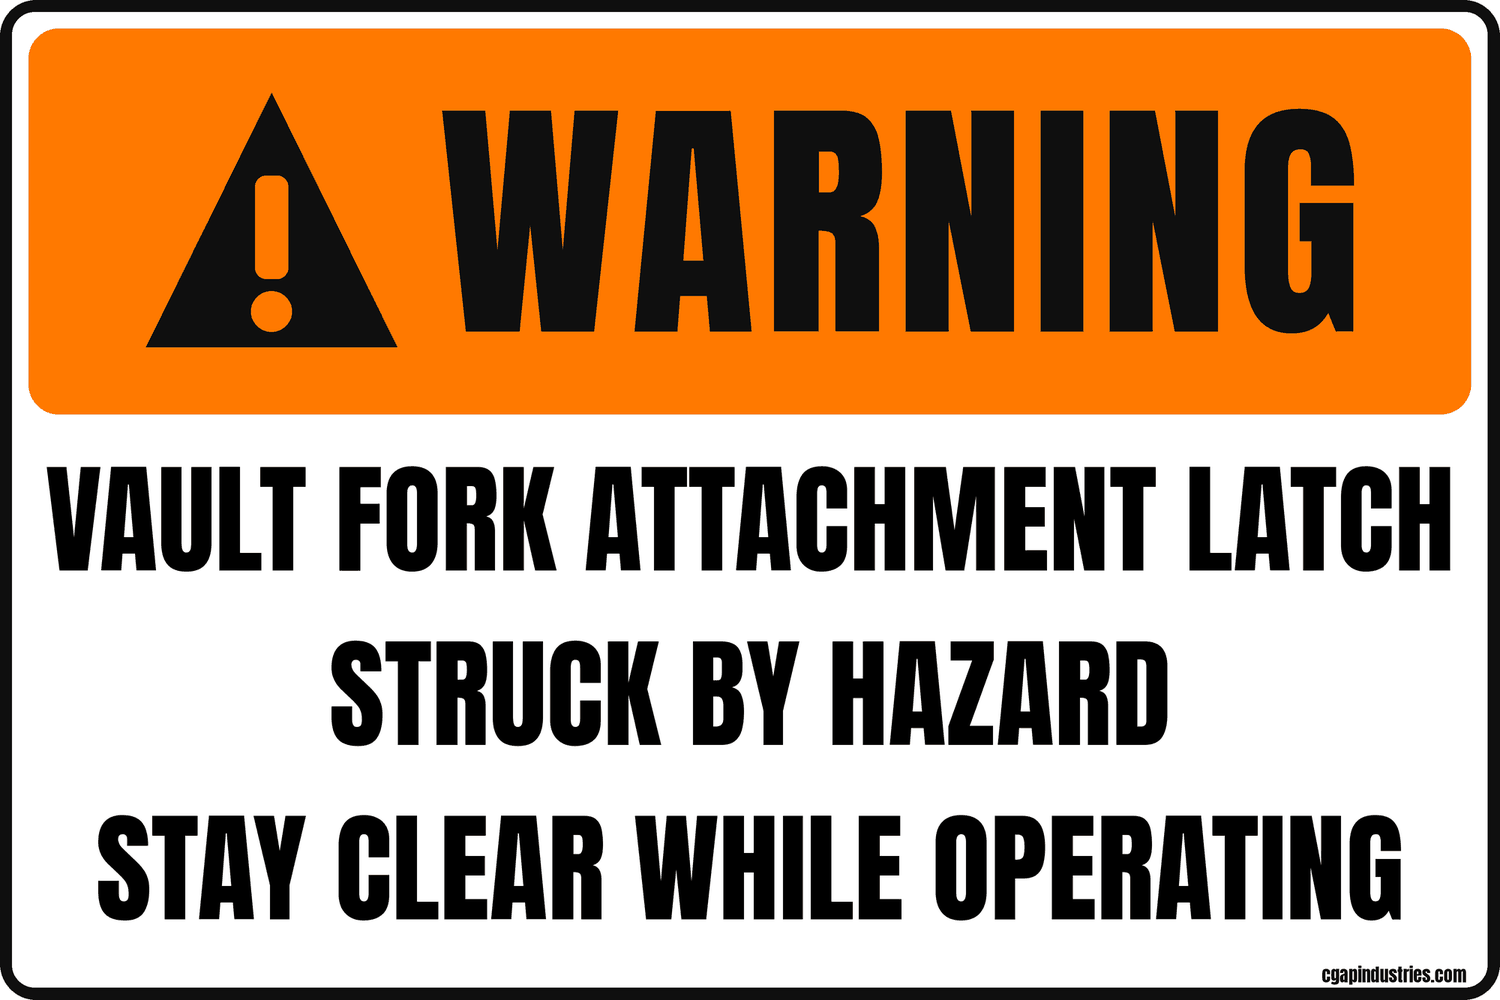 WARNING
VAULT FORK ATTACHMENT LATCH
STRUCK BY HAZARD
STAY CLEAR WHILE OPERATING
cgapindustries.com